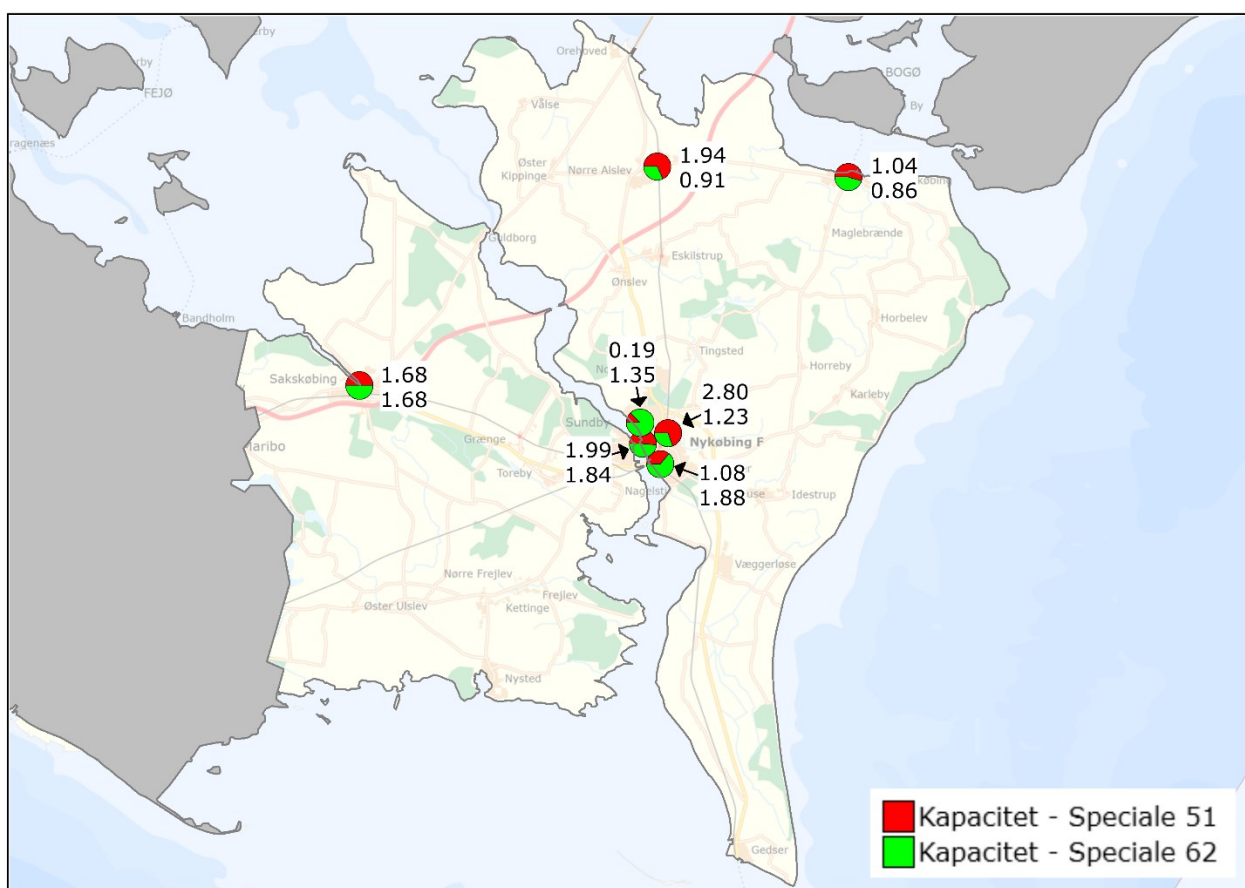 Orehoved
BOGØ
FEJØ
Vålse
By
1.94
0.91
1.04
0.86
Øster
Kippinge
Nørre Alslev
Maglebrænde
Guldborg
Eskilstrup
Ønslev
Bandholm
Horbelev
0.19
1.35
Tingsted
Horreby
Sakskøbing
1.68
1.68
2.80
1.23
Karleby
Sundby
Grænge
Nykøbing F
1.99
1.84
Toreby
1.08
1.88
Idestrup
Væggerløse
Nørre Frejlev
Frejlev
Øster Ulslev
Kettinge
Nysted
Kapacitet - Speciale 51
Kapacitet - Speciale 62
Gedser